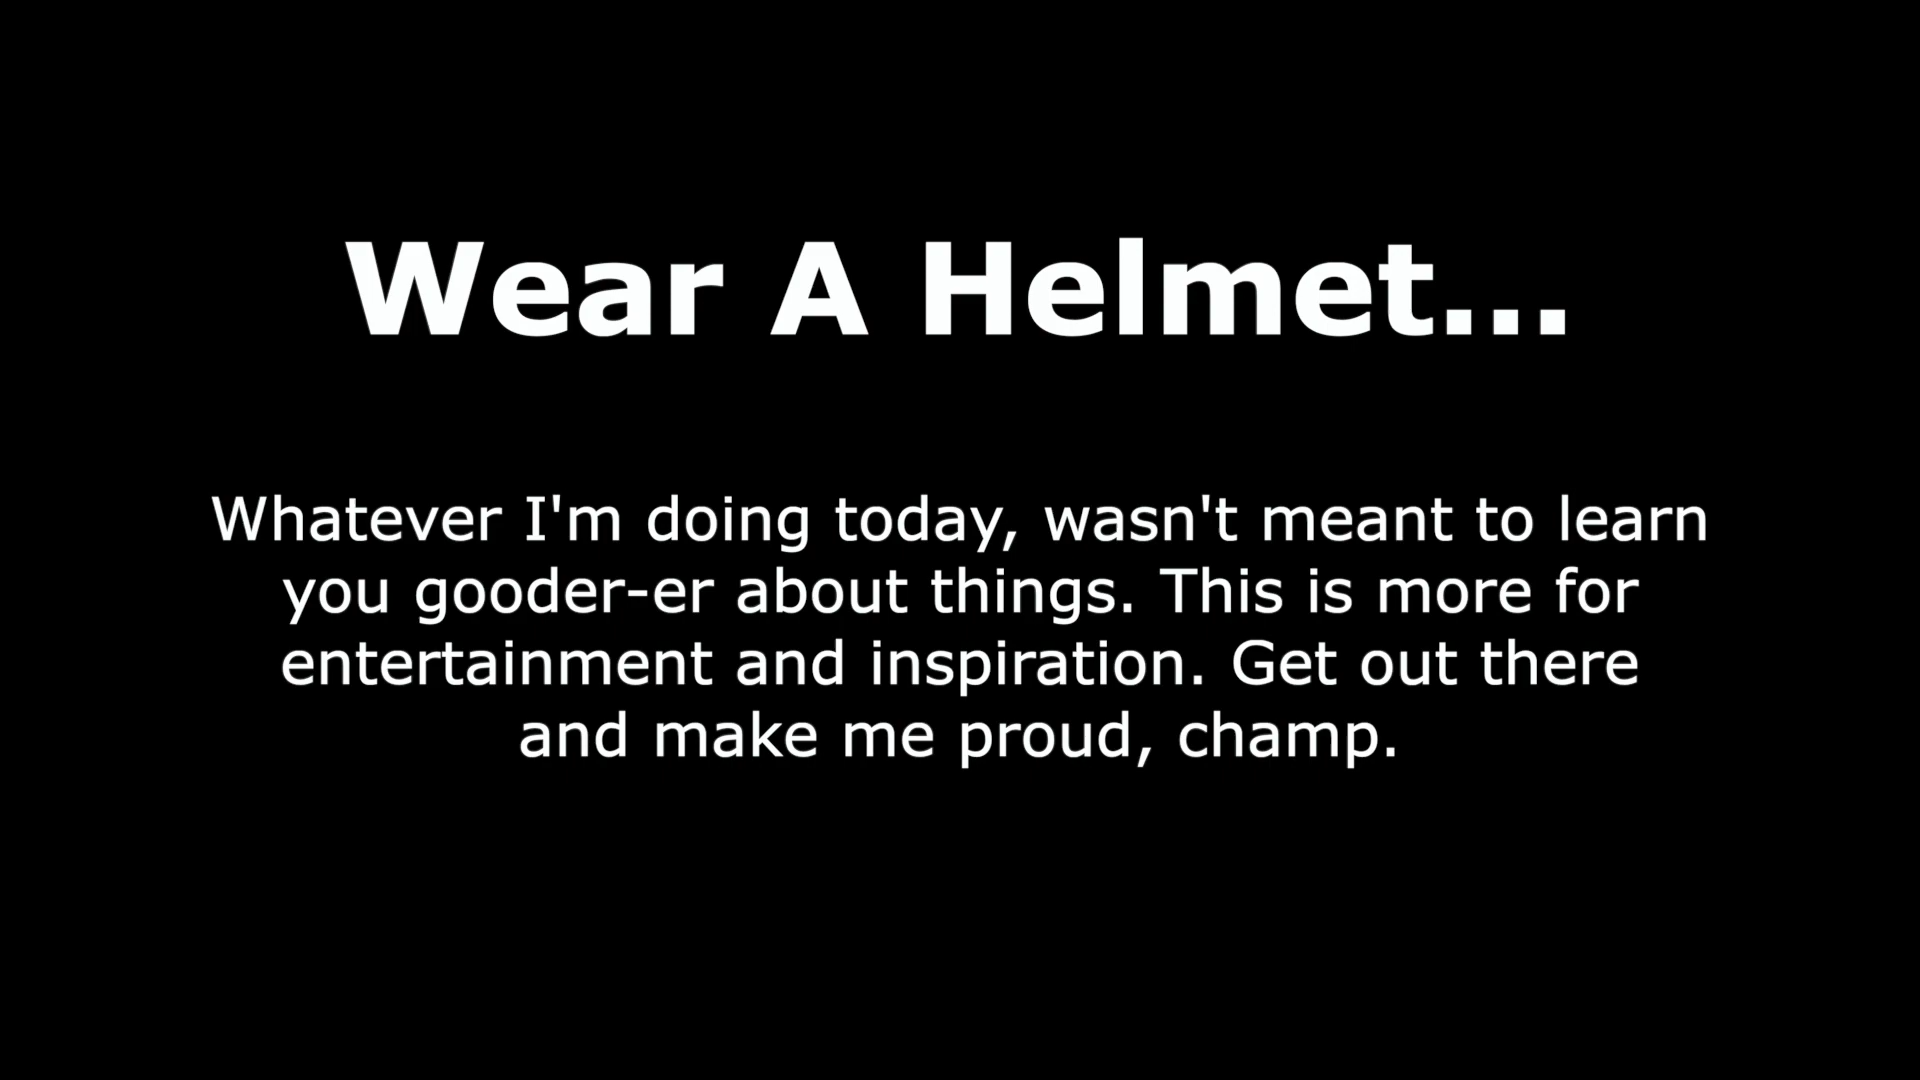 Wear A Helmet...
Whatever I'm doing today, wasn't meant to learn
you gooder-er about things. This is more for
entertainment and inspiration. Get out there
and make me proud, champ.